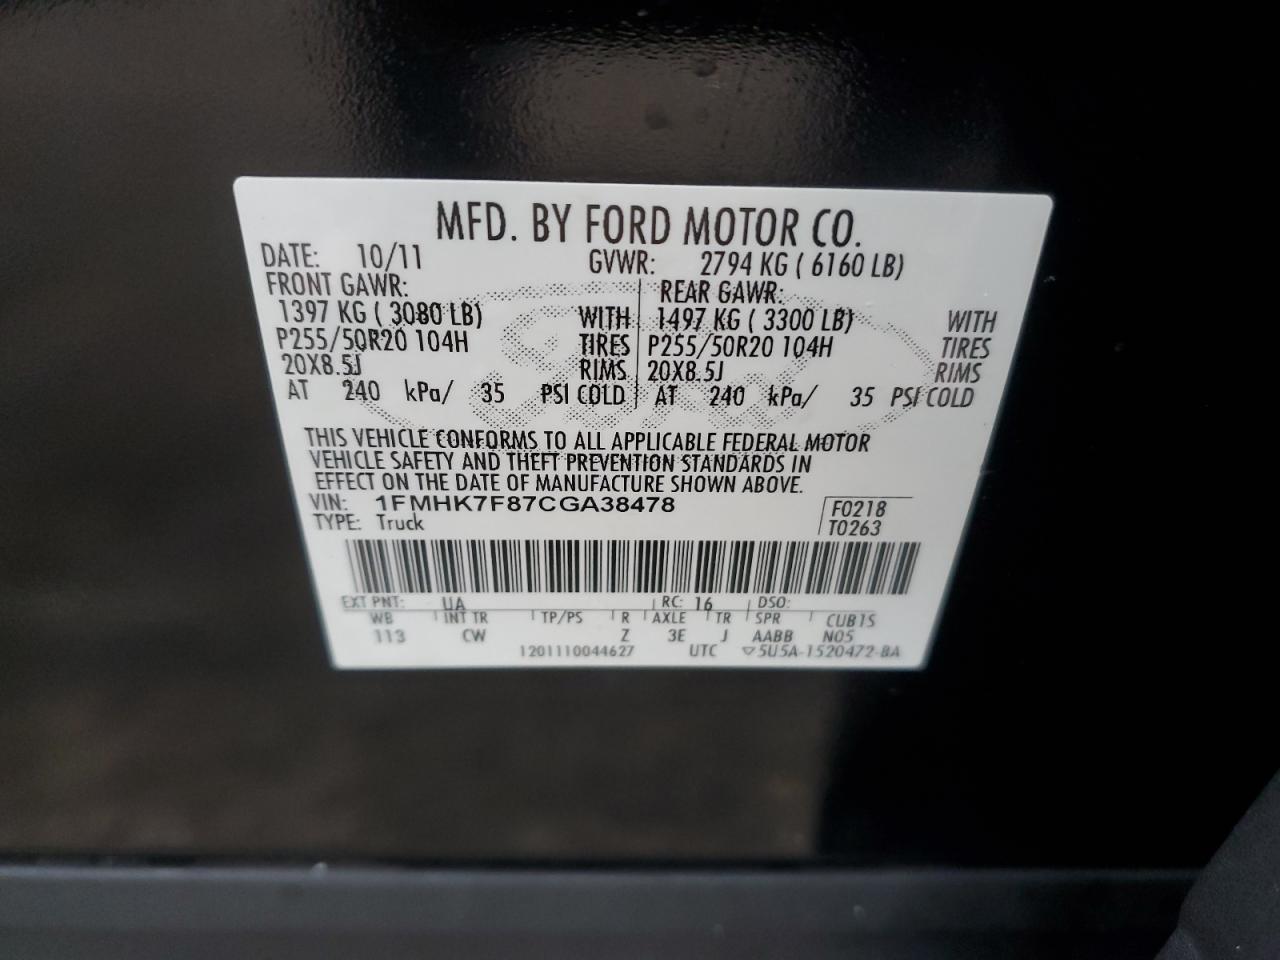 MFD. BY FORD MOTOR CO.
DATE: 10/11 GVWR: 2794 KG ( 6160 LB)
FRONT GAWR: REAR GAWR:
1397 KG ( 3080 LB) WITH 1497 KG ( 3300 LB) WITH
P255/50R20 104H TIRES P255/50R20 104H TIRES
20X8.5J RIMS 20X8.5J RIMS
AT 240 kPa/ 35 PSI COLD AT 240 kPa/ 35 PSI COLD
THIS VEHICLE CONFORMS TO ALL APPLICABLE FEDERAL MOTOR
VEHICLE SAFETY AND THEFT PREVENTION STANDARDS IN
EFFECT ON THE DATE OF MANUFACTURE SHOWN ABOVE.
VIN: 1FMHK7F87CGA38478 F0218
TYPE: Truck T0263
EXT PNT: UA RC: 16 DSO:
WB INT TR TP/PS R AXLE TR SPR CUB1S
113 CW Z 3E J AABB N05
1201110044627 UTC ▽5U5A-1520472-BA